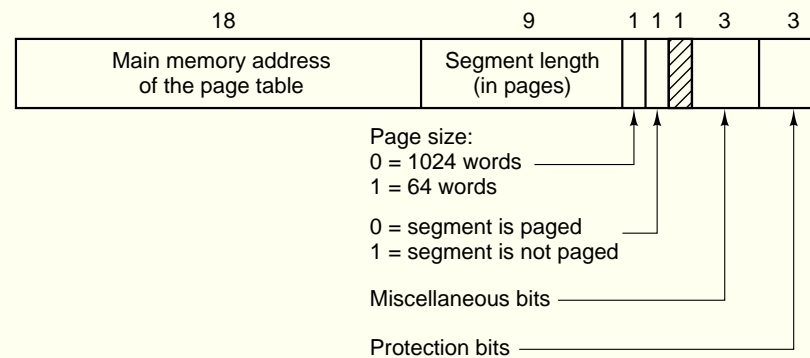 18 9 1 1 1 3 3
Main memory address
of the page table
Segment length
(in pages)
Page size:
0 = 1024 words
1 = 64 words
0 = segment is paged
1 = segment is not paged
Miscellaneous bits
Protection bits